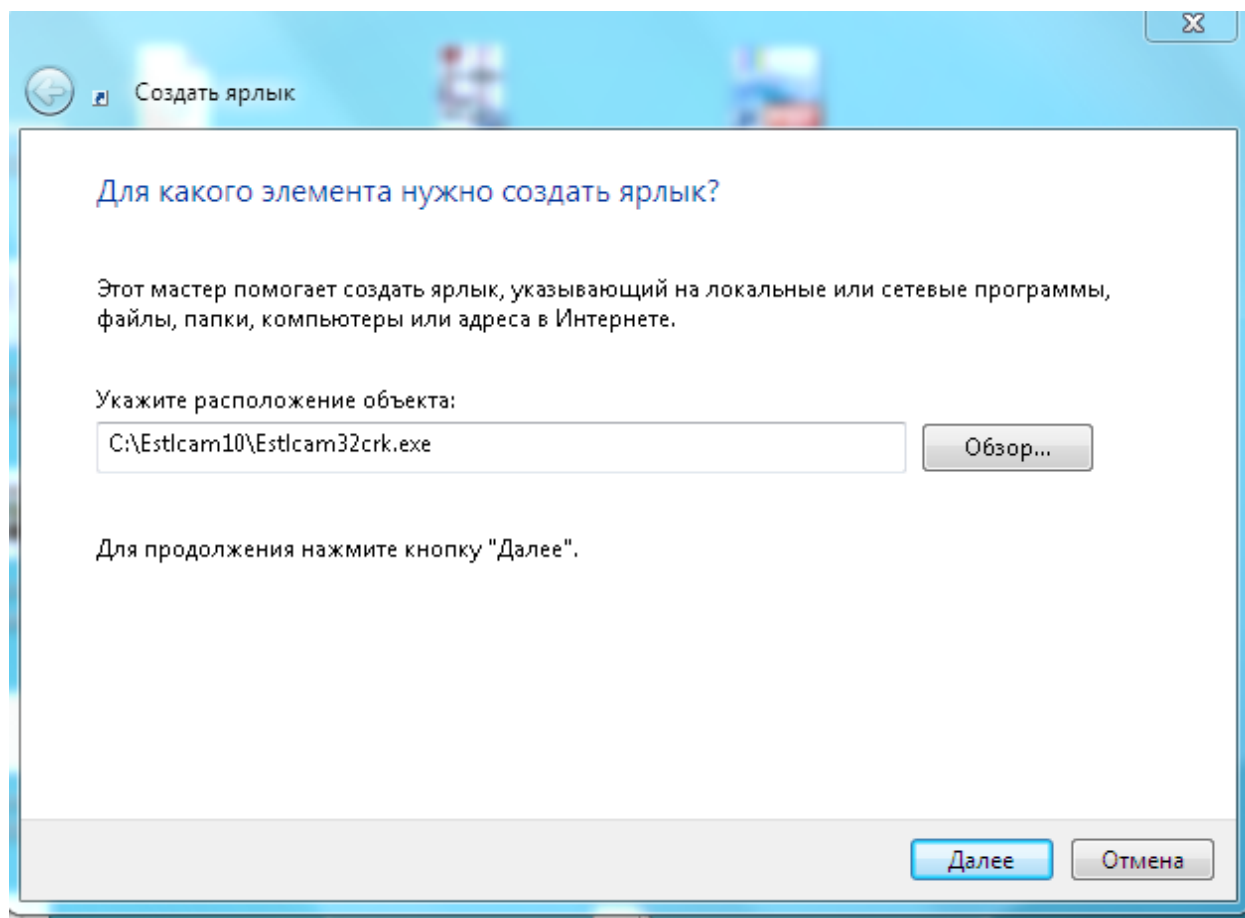 Создать ярлык
Для какого элемента нужно создать ярлык?
Этот мастер помогает создать ярлык, указывающий на локальные или сетевые программы,
файлы, папки, компьютеры или адреса в Интернете.
Укажите расположение объекта:
C:\Estlcam10\Estlcam32crk.exe
Обзор...
Для продолжения нажмите кнопку "Далее".
Далее
Отмена